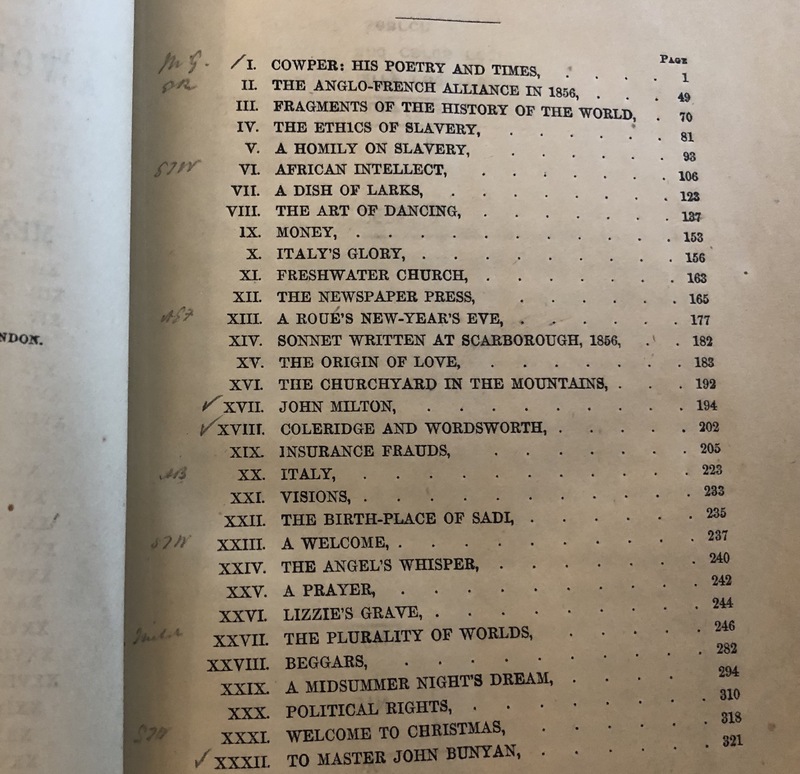 NDON.
PAGE
I. COWPER: HIS POETRY AND TIMES, . . . 1
II. THE ANGLO-FRENCH ALLIANCE IN 1856, . . . 49
III. FRAGMENTS OF THE HISTORY OF THE WORLD, . 70
IV. THE ETHICS OF SLAVERY, . . . . . 81
V. A HOMILY ON SLAVERY, . . . . . 93
VI. AFRICAN INTELLECT, . . . . . . 106
VII. A DISH OF LARKS, . . . . . . . 123
VIII. THE ART OF DANCING, . . . . . . 137
IX. MONEY, . . . . . . . . . 153
X. ITALY'S GLORY, . . . . . . . 156
XI. FRESHWATER CHURCH, . . . . . . 163
XII. THE NEWSPAPER PRESS, . . . . . 165
XIII. A ROUÉ'S NEW-YEAR'S EVE, . . . . . . 177
XIV. SONNET WRITTEN AT SCARBOROUGH, 1856, . . 182
XV. THE ORIGIN OF LOVE, . . . . . . 183
XVI. THE CHURCHYARD IN THE MOUNTAINS, . . . 192
XVII. JOHN MILTON, . . . . . . . . 194
XVIII. COLERIDGE AND WORDSWORTH, . . . . . 202
XIX. INSURANCE FRAUDS, . . . . . . 205
XX. ITALY, . . . . . . . . . 223
XXI. VISIONS, . . . . . . . . . 233
XXII. THE BIRTH-PLACE OF SADI, . . . . . 235
XXIII. A WELCOME, . . . . . . . . 237
XXIV. THE ANGEL'S WHISPER, . . . . . . 240
XXV. A PRAYER, . . . . . . . . 242
XXVI. LIZZIE'S GRAVE, . . . . . . . 244
XXVII. THE PLURALITY OF WORLDS, . . . . 246
XXVIII. BEGGARS, . . . . . . . . 282
XXIX. A MIDSUMMER NIGHT'S DREAM, . . . . 294
XXX. POLITICAL RIGHTS, . . . . . . 310
XXXI. WELCOME TO CHRISTMAS, . . . . . 318
XXXII. TO MASTER JOHN BUNYAN, . . . . . 321